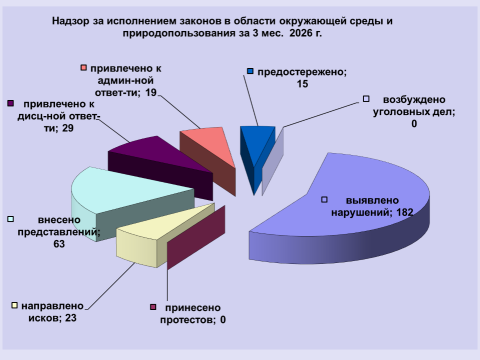 Надзор за исполнением законов в области окружающей среды и
природопользования за 3 мес.  2026 г.
привлечено к
админ-ной
ответ-ти; 19
предостережено;
15
возбуждено
уголовных дел;
0
привлечено к
дисц-ной ответ-
ти; 29
выявлено
нарушений; 182
внесено
представлений;
63
направлено
исков; 23
принесено
протестов; 0